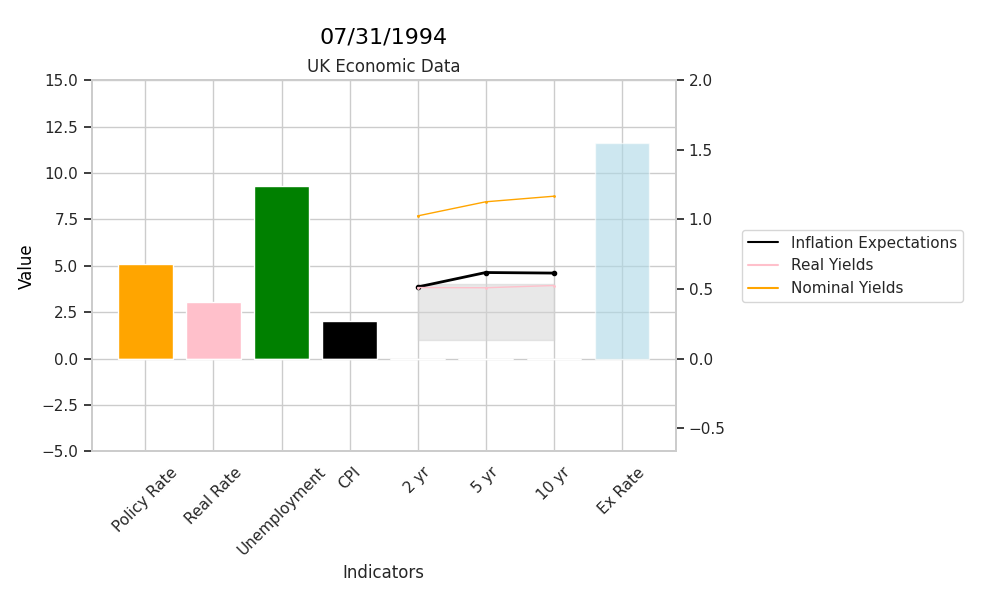 07/31/1994
UK Economic Data
15.0
12.5
10.0
7.5
5.0
2.5
0.0
−2.5
−5.0
Value
2.0
1.5
1.0
0.5
0.0
−0.5
Inflation Expectations
Real Yields
Nominal Yields
Policy Rate
Real Rate
Unemployment
CPI
2 yr
5 yr
10 yr
Ex Rate
Indicators